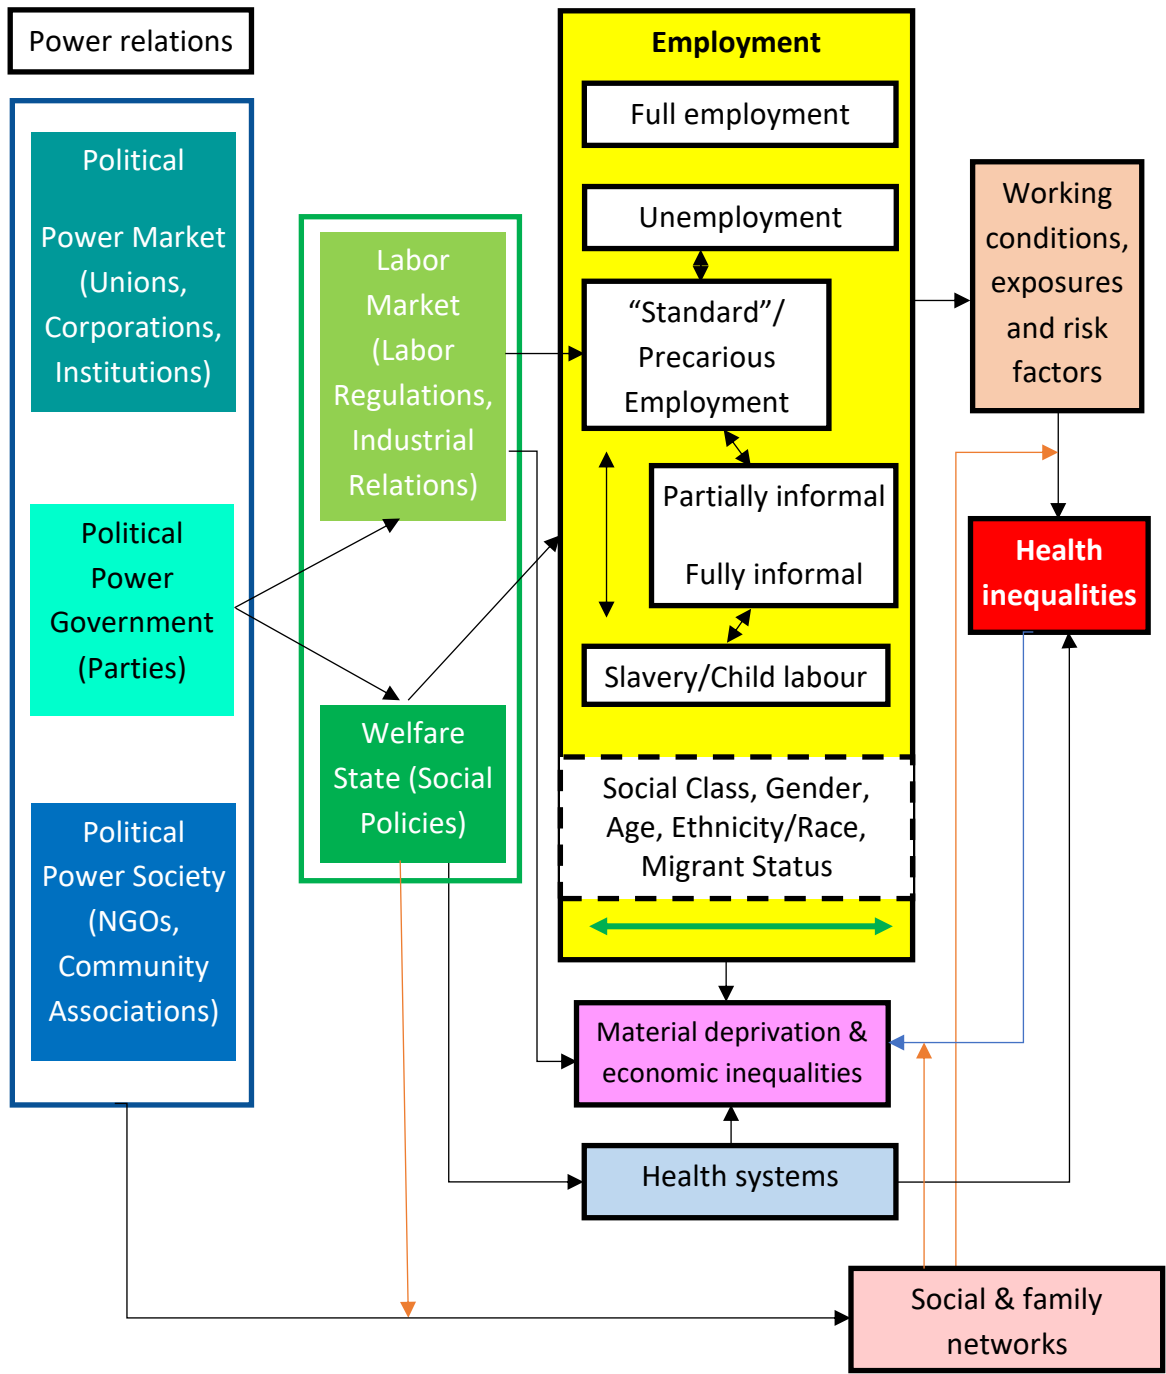 Power relations
Political
Power Market
(Unions,
Corporations,
Institutions)
Political
Power
Government
(Parties)
Political
Power Society
(NGOs,
Community
Associations)
Labor
Market
(Labor
Regulations,
Industrial
Relations)
Welfare
State (Social
Policies)
Employment
Full employment
Unemployment
“Standard”/
Precarious
Employment
Partially informal
Fully informal
Slavery/Child labour
Social Class, Gender,
Age, Ethnicity/Race,
Migrant Status
Material deprivation &
economic inequalities
Health systems
Working
conditions,
exposures
and risk
factors
Health
inequalities
Social & family
networks